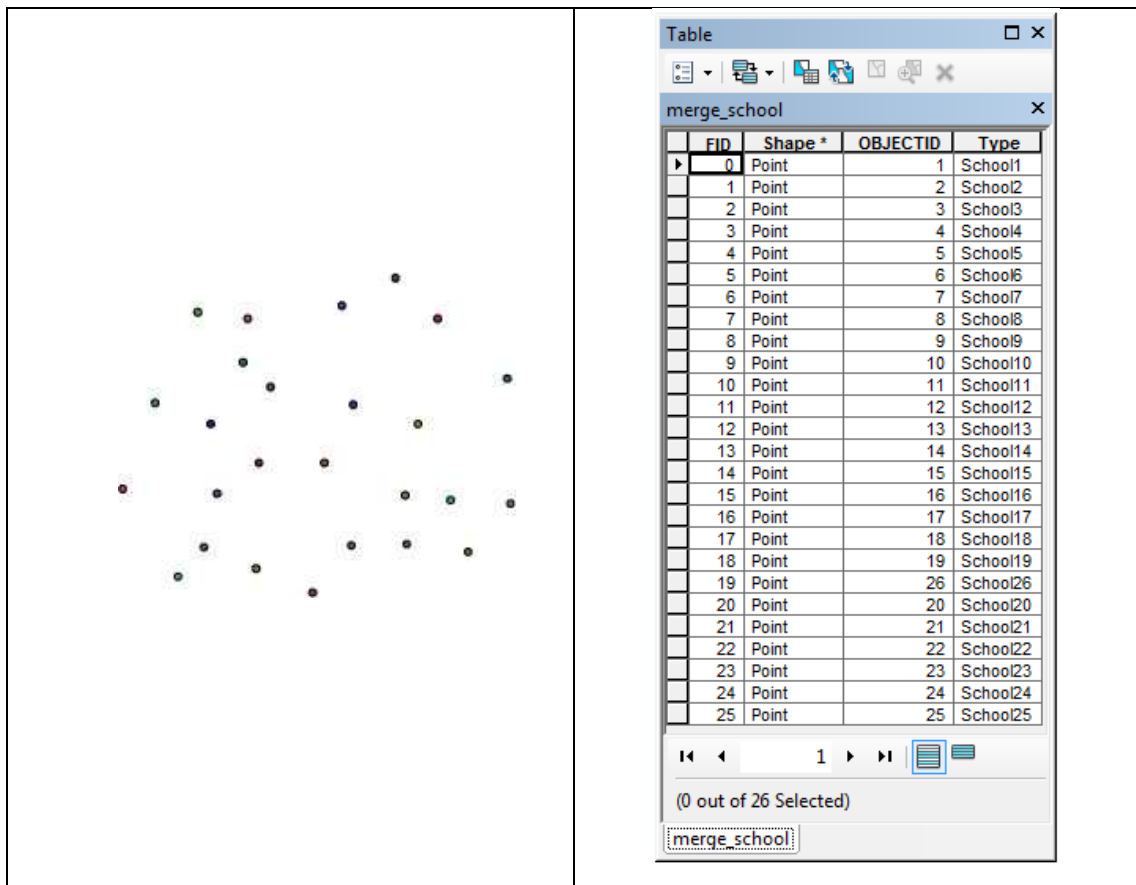 Table
merge_school
FID Shape * OBJECTID Type
0 Point 1 School1
1 Point 2 School2
2 Point 3 School3
3 Point 4 School4
4 Point 5 School5
5 Point 6 School6
6 Point 7 School7
7 Point 8 School8
8 Point 9 School9
9 Point 10 School10
10 Point 11 School11
11 Point 12 School12
12 Point 13 School13
13 Point 14 School14
14 Point 15 School15
15 Point 16 School16
16 Point 17 School17
17 Point 18 School18
18 Point 19 School19
19 Point 26 School26
20 Point 20 School20
21 Point 21 School21
22 Point 22 School22
23 Point 23 School23
24 Point 24 School24
25 Point 25 School25
1
(0 out of 26 Selected)
merge_school